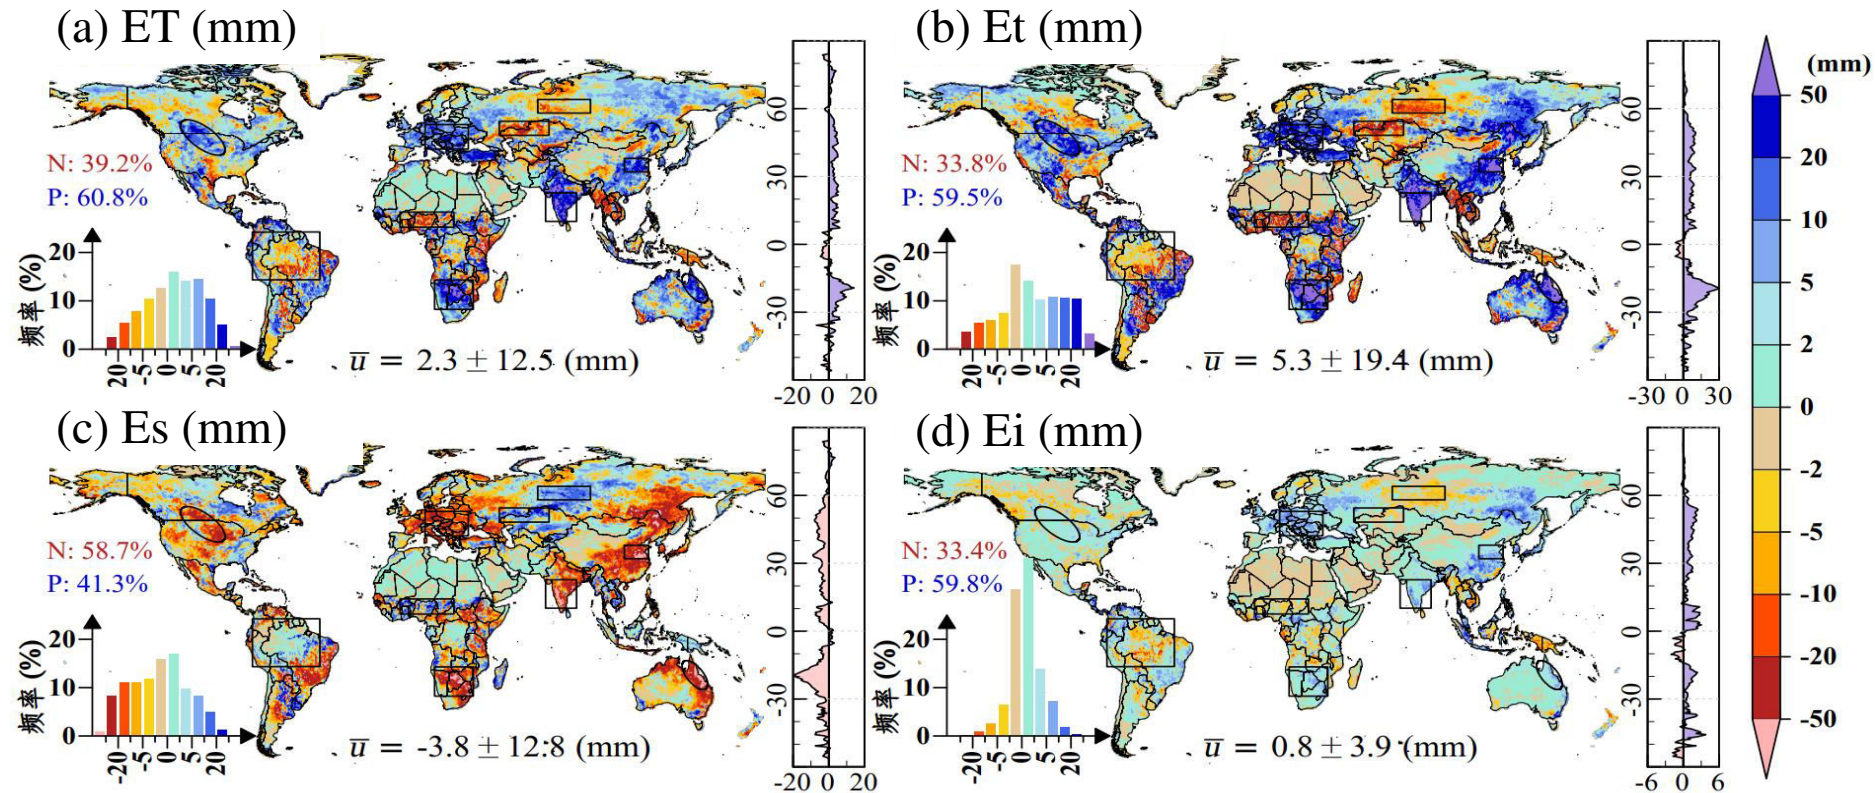 (a) ET (mm)
N: 39.2%
P: 60.8%
频率 (%)
20
10
0
20
-5
0
5
20
u̅ = 2.3 ± 12.5 (mm)
60
30
0
-30
-20 0 20
(b) Et (mm)
N: 33.8%
P: 59.5%
频率 (%)
20
10
0
20
-5
0
5
20
u̅ = 5.3 ± 19.4 (mm)
60
30
0
-30
-30 0 30
(c) Es (mm)
N: 58.7%
P: 41.3%
频率 (%)
20
10
0
-20
-5
0
5
20
u̅ = -3.8 ± 12.8 (mm)
60
30
0
-30
-20 0 20
(d) Ei (mm)
N: 33.4%
P: 59.8%
频率 (%)
20
10
0
-20
-5
0
5
20
u̅ = 0.8 ± 3.9 (mm)
60
30
0
-30
-6 0 6
(mm)
50
20
10
5
2
0
-2
-5
-10
-20
-50